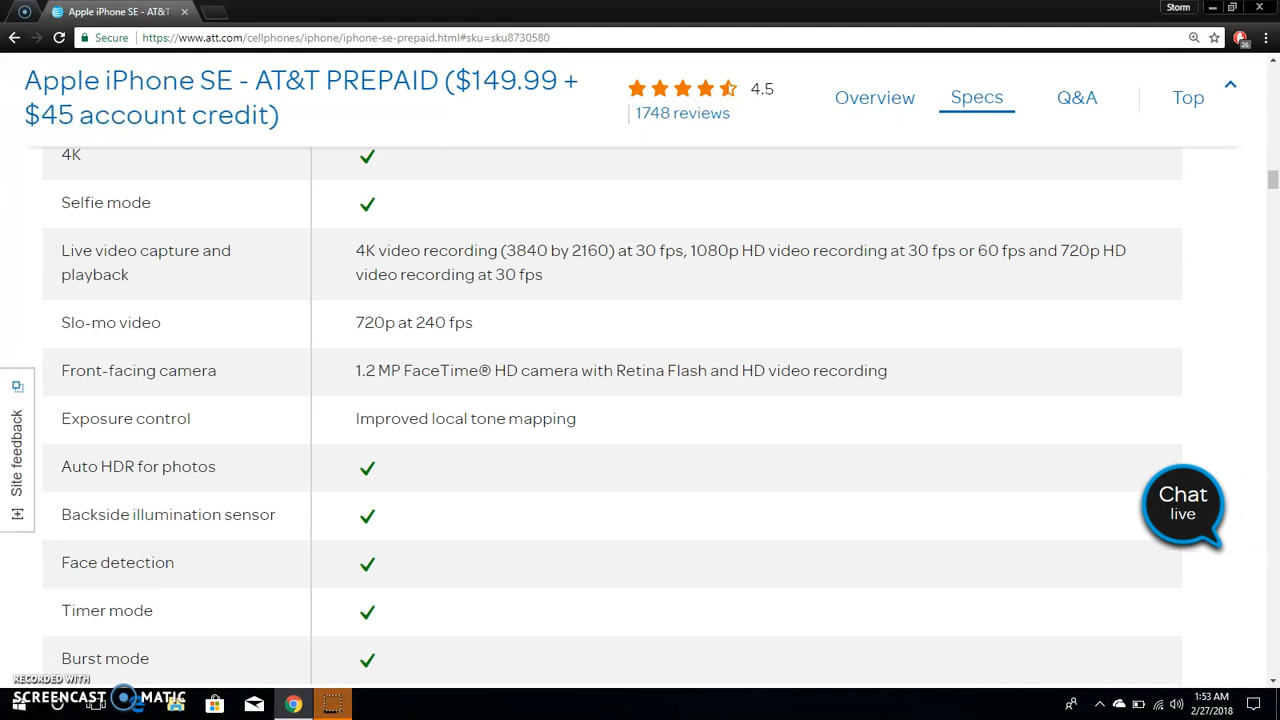 Apple iPhone SE - AT&T
Storm
Secure
https://www.att.com/cellphones/iphone/iphone-se-prepaid.html#sku=sku8730580
Apple iPhone SE - AT&T PREPAID ($149.99 +
$45 account credit)
4.5
1748 reviews
Overview
Specs
Q&A
Top
4K
Selfie mode
Live video capture and
playback
4K video recording (3840 by 2160) at 30 fps, 1080p HD video recording at 30 fps or 60 fps and 720p HD
video recording at 30 fps
Slo-mo video
720p at 240 fps
Front-facing camera
1.2 MP FaceTime® HD camera with Retina Flash and HD video recording
Exposure control
Improved local tone mapping
Auto HDR for photos
Backside illumination sensor
Face detection
Timer mode
Burst mode
[+] Site feedback
Chat
live
RECORDED WITH
SCREENCAST MATIC
1:53 AM
2/27/2018